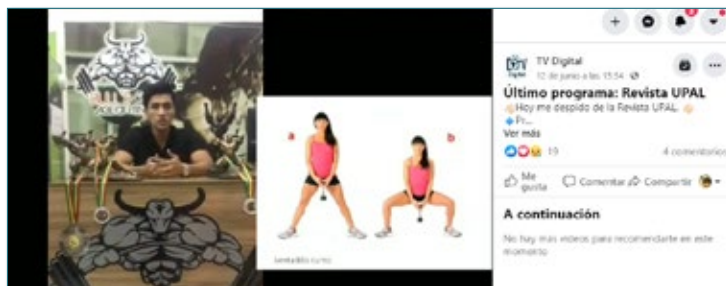 a
b
TV Digital
12 de junio a las 15:54
Último programa: Revista UPAL
Hoy me despido de la Revista UPAL.
Pr...
Ver más
19
4 comentarios
Me gusta
Comentar
Compartir
A continuación
No hay más videos para recomendarte en este
momento